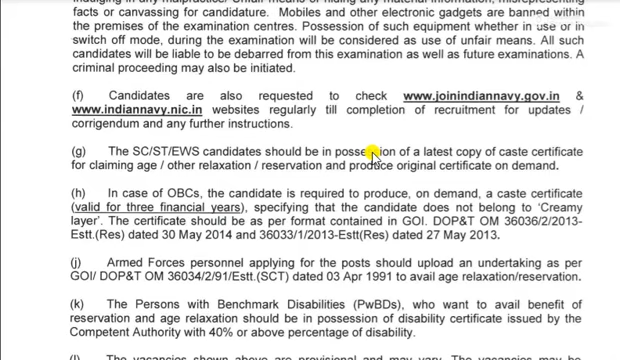 indulging in any malpractice. Unfair means or hiding any material information, misrepresenting
facts or canvassing for candidature. Mobiles and other electronic gadgets are banned within
the premises of the examination centres. Possession of such equipment whether in use or in
switch off mode, during the examination will be considered as use of unfair means. All such
candidates will be liable to be debarred from this examination as well as future examinations. A
criminal proceeding may also be initiated.
(f) Candidates are also requested to check www.joinindiannavy.gov.in &
www.indiannavy.nic.in websites regularly till completion of recruitment for updates /
corrigendum and any further instructions.
(g) The SC/ST/EWS candidates should be in possession of a latest copy of caste certificate
for claiming age / other relaxation / reservation and produce original certificate on demand.
(h) In case of OBCs, the candidate is required to produce, on demand, a caste certificate
(valid for three financial years), specifying that the candidate does not belong to ‘Creamy
layer’. The certificate should be as per format contained in GOI. DOP&T OM 36036/2/2013-
Estt.(Res) dated 30 May 2014 and 36033/1/2013-Estt(Res) dated 27 May 2013.
(j) Armed Forces personnel applying for the posts should upload an undertaking as per
GOI/ DOP&T OM 36034/2/91/Estt.(SCT) dated 03 Apr 1991 to avail age relaxation/reservation.
(k) The Persons with Benchmark Disabilities (PwBDs), who want to avail benefit of
reservation and age relaxation should be in possession of disability certificate issued by the
Competent Authority with 40% or above percentage of disability.
(l) The vacancies shown above are provisional and may vary. The vacancies may be